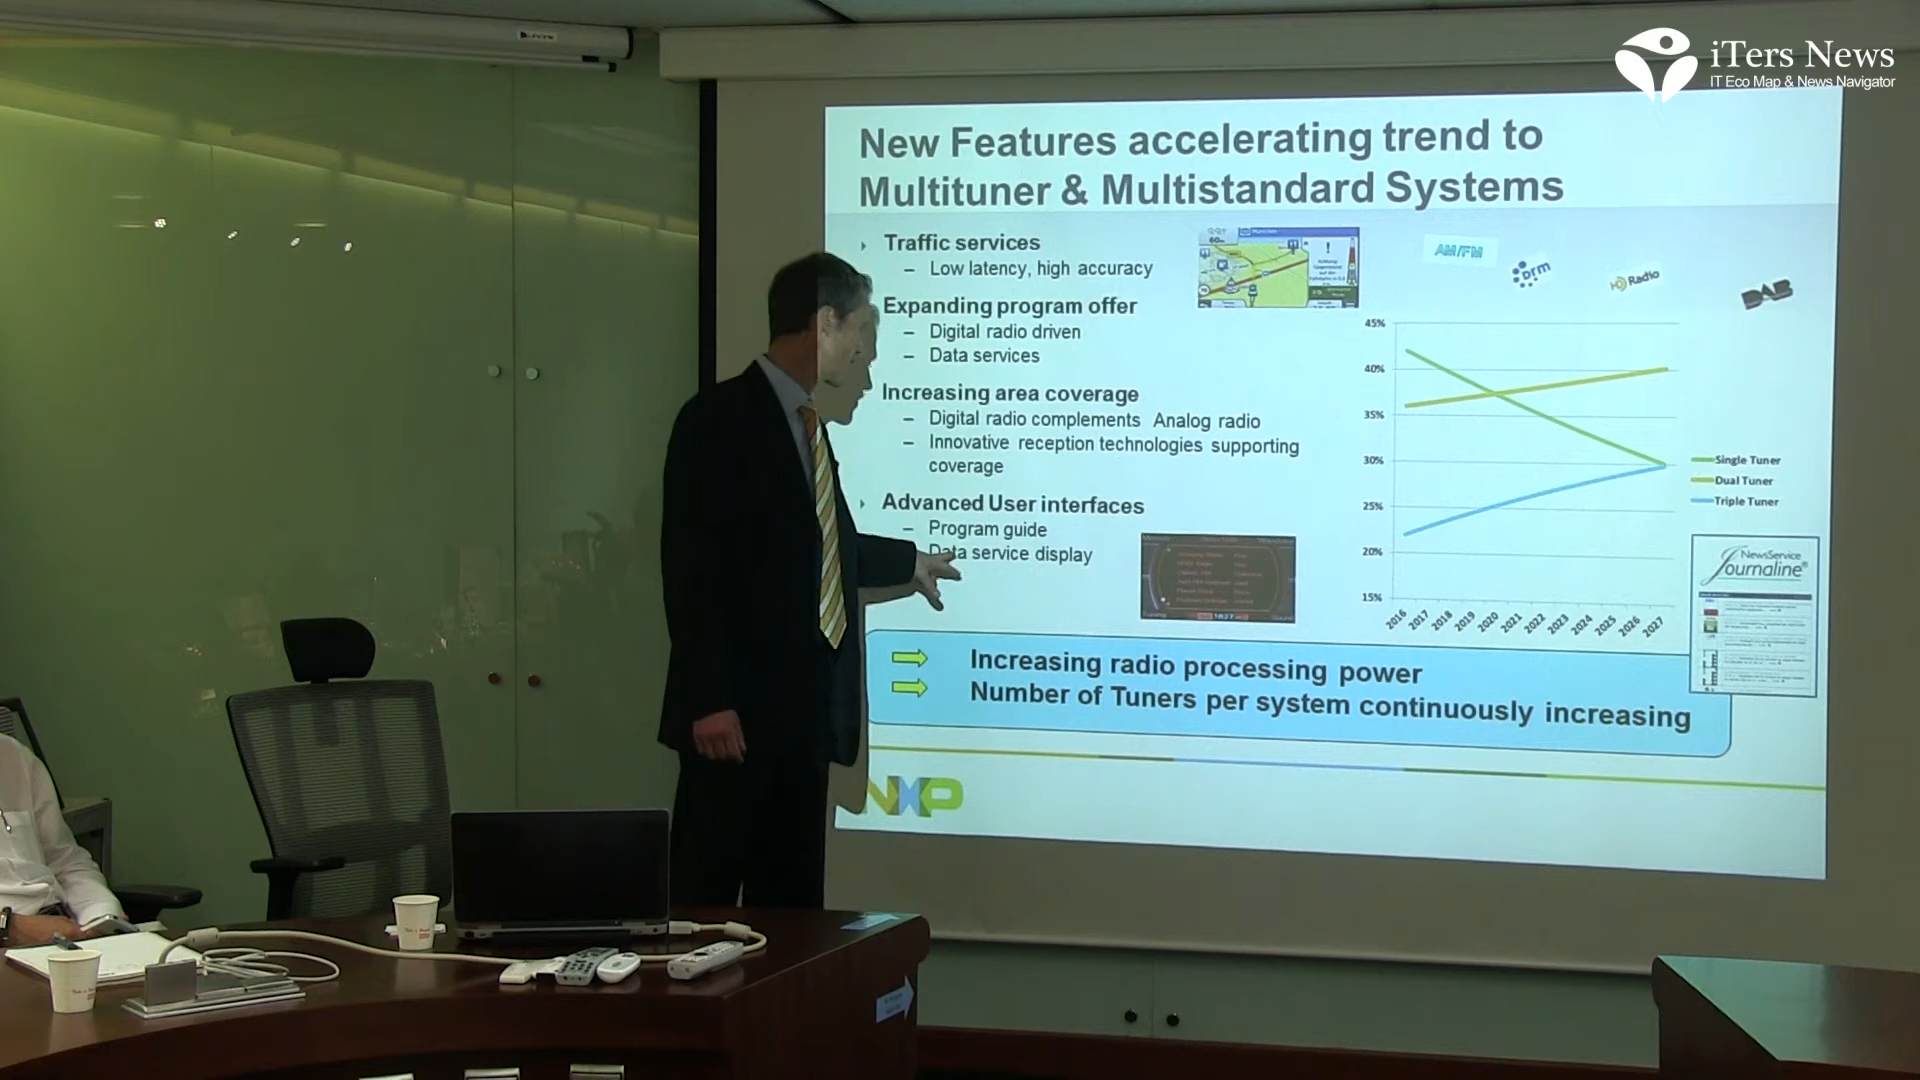 iTers News
IT Eco Map & News Navigator
New Features accelerating trend to
Multituner & Multistandard Systems
Traffic services
– Low latency, high accuracy
Expanding program offer
– Digital radio driven
– Data services
Increasing area coverage
– Digital radio complements Analog radio
– Innovative reception technologies supporting
coverage
Advanced User interfaces
– Program guide
– Data service display
AM/FM
DRM
HD Radio
DAB
45%
40%
35%
30%
25%
20%
15%
2016 2017 2018 2019 2020 2021 2022 2023 2024 2025 2026 2027
Single Tuner
Dual Tuner
Triple Tuner
NewsService
Journaline®
Increasing radio processing power
Number of Tuners per system continuously increasing
NXP